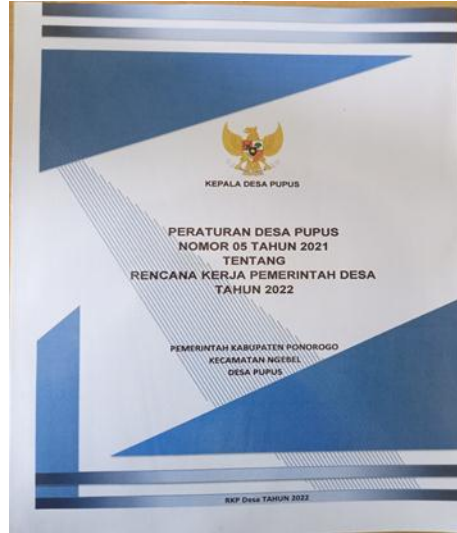 KEPALA DESA PUPUS
PERATURAN DESA PUPUS
NOMOR 05 TAHUN 2021
TENTANG
RENCANA KERJA PEMERINTAH DESA
TAHUN 2022
PEMERINTAH KABUPATEN PONOROGO
KECAMATAN NGEBEL
DESA PUPUS
RKP Desa TAHUN 2022